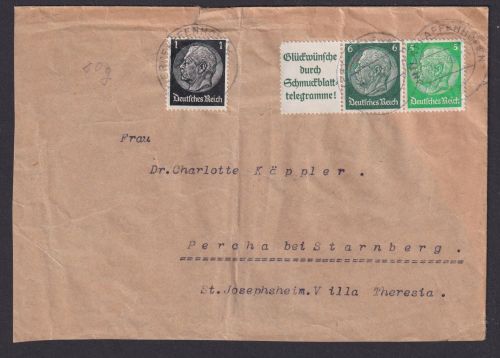 1 1
Deutsches Reich
Glückwünsche
durch
Schmuckblatt-
telegramme!
6 6
Deutsches Reich
5 5
Deutsches Reich
60g
Frau
Dr.Charlotte Käppler .
Percha bei Starnberg.
St.Josephsheim.Villa Theresia.